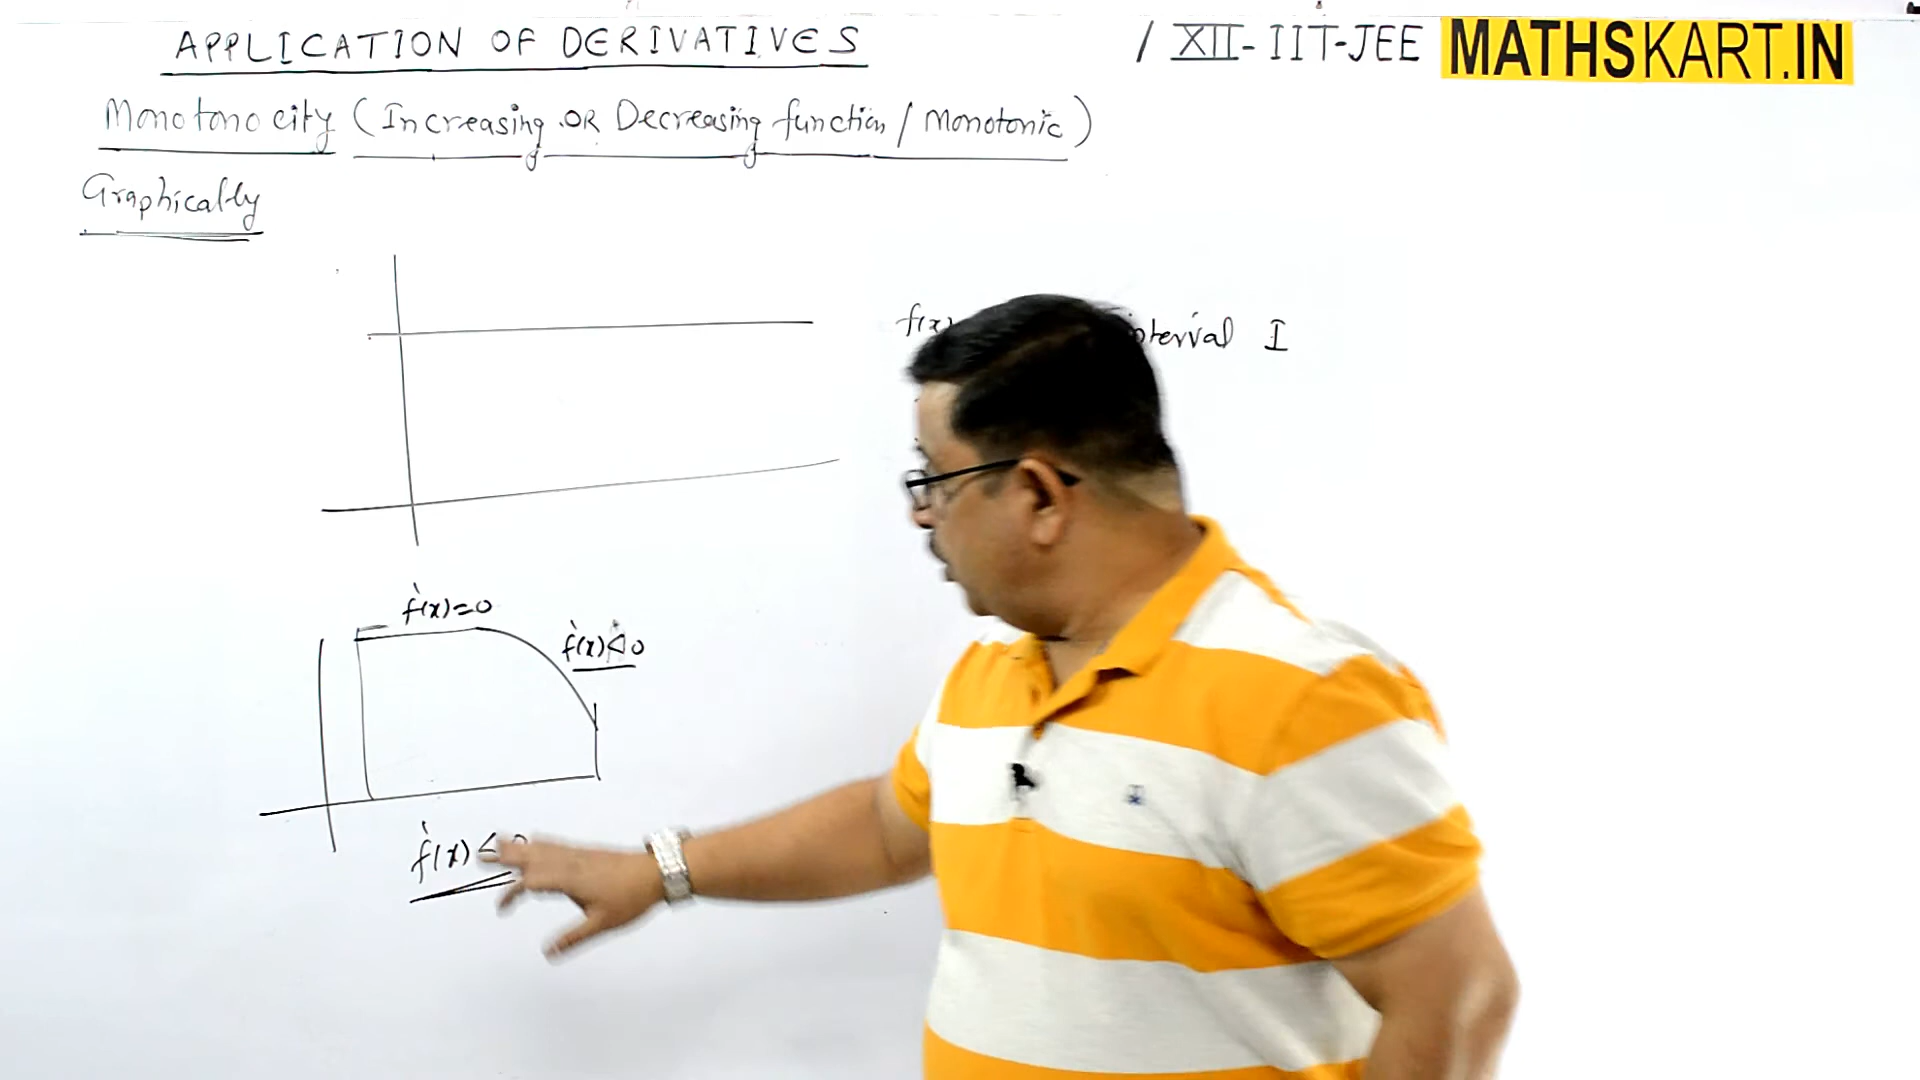 APPLICATION OF DERIVATIVES / XII-IIT-JEE MATHSKART.IN
Monotonocity (Increasing OR Decreasing function / Monotonic)
Graphically
f(x) interval I
f'(x)=0
f'(x)<0
f'(x)≤0